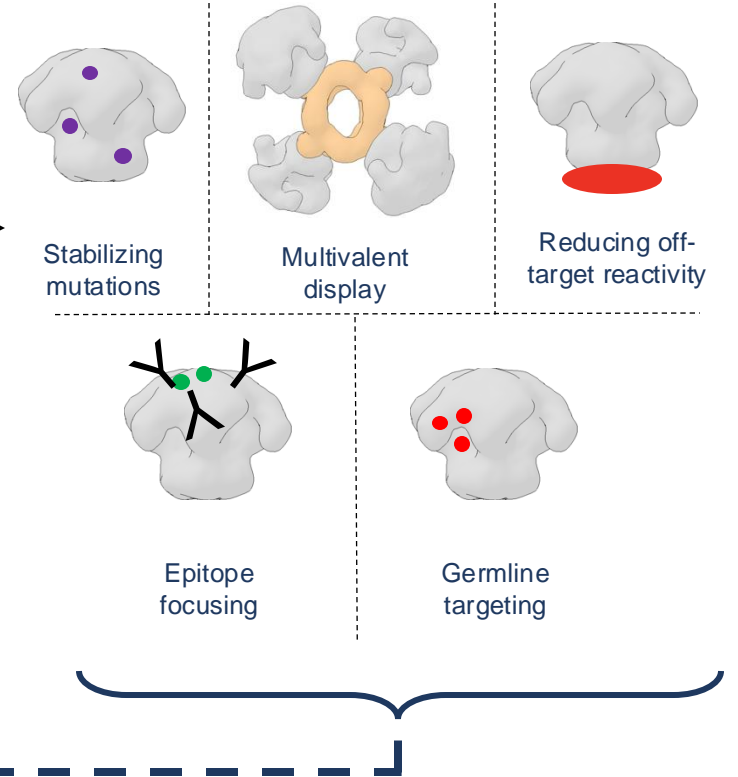 Stabilizing
mutations
Multivalent
display
Reducing off-
target reactivity
Epitope
focusing
Germline
targeting